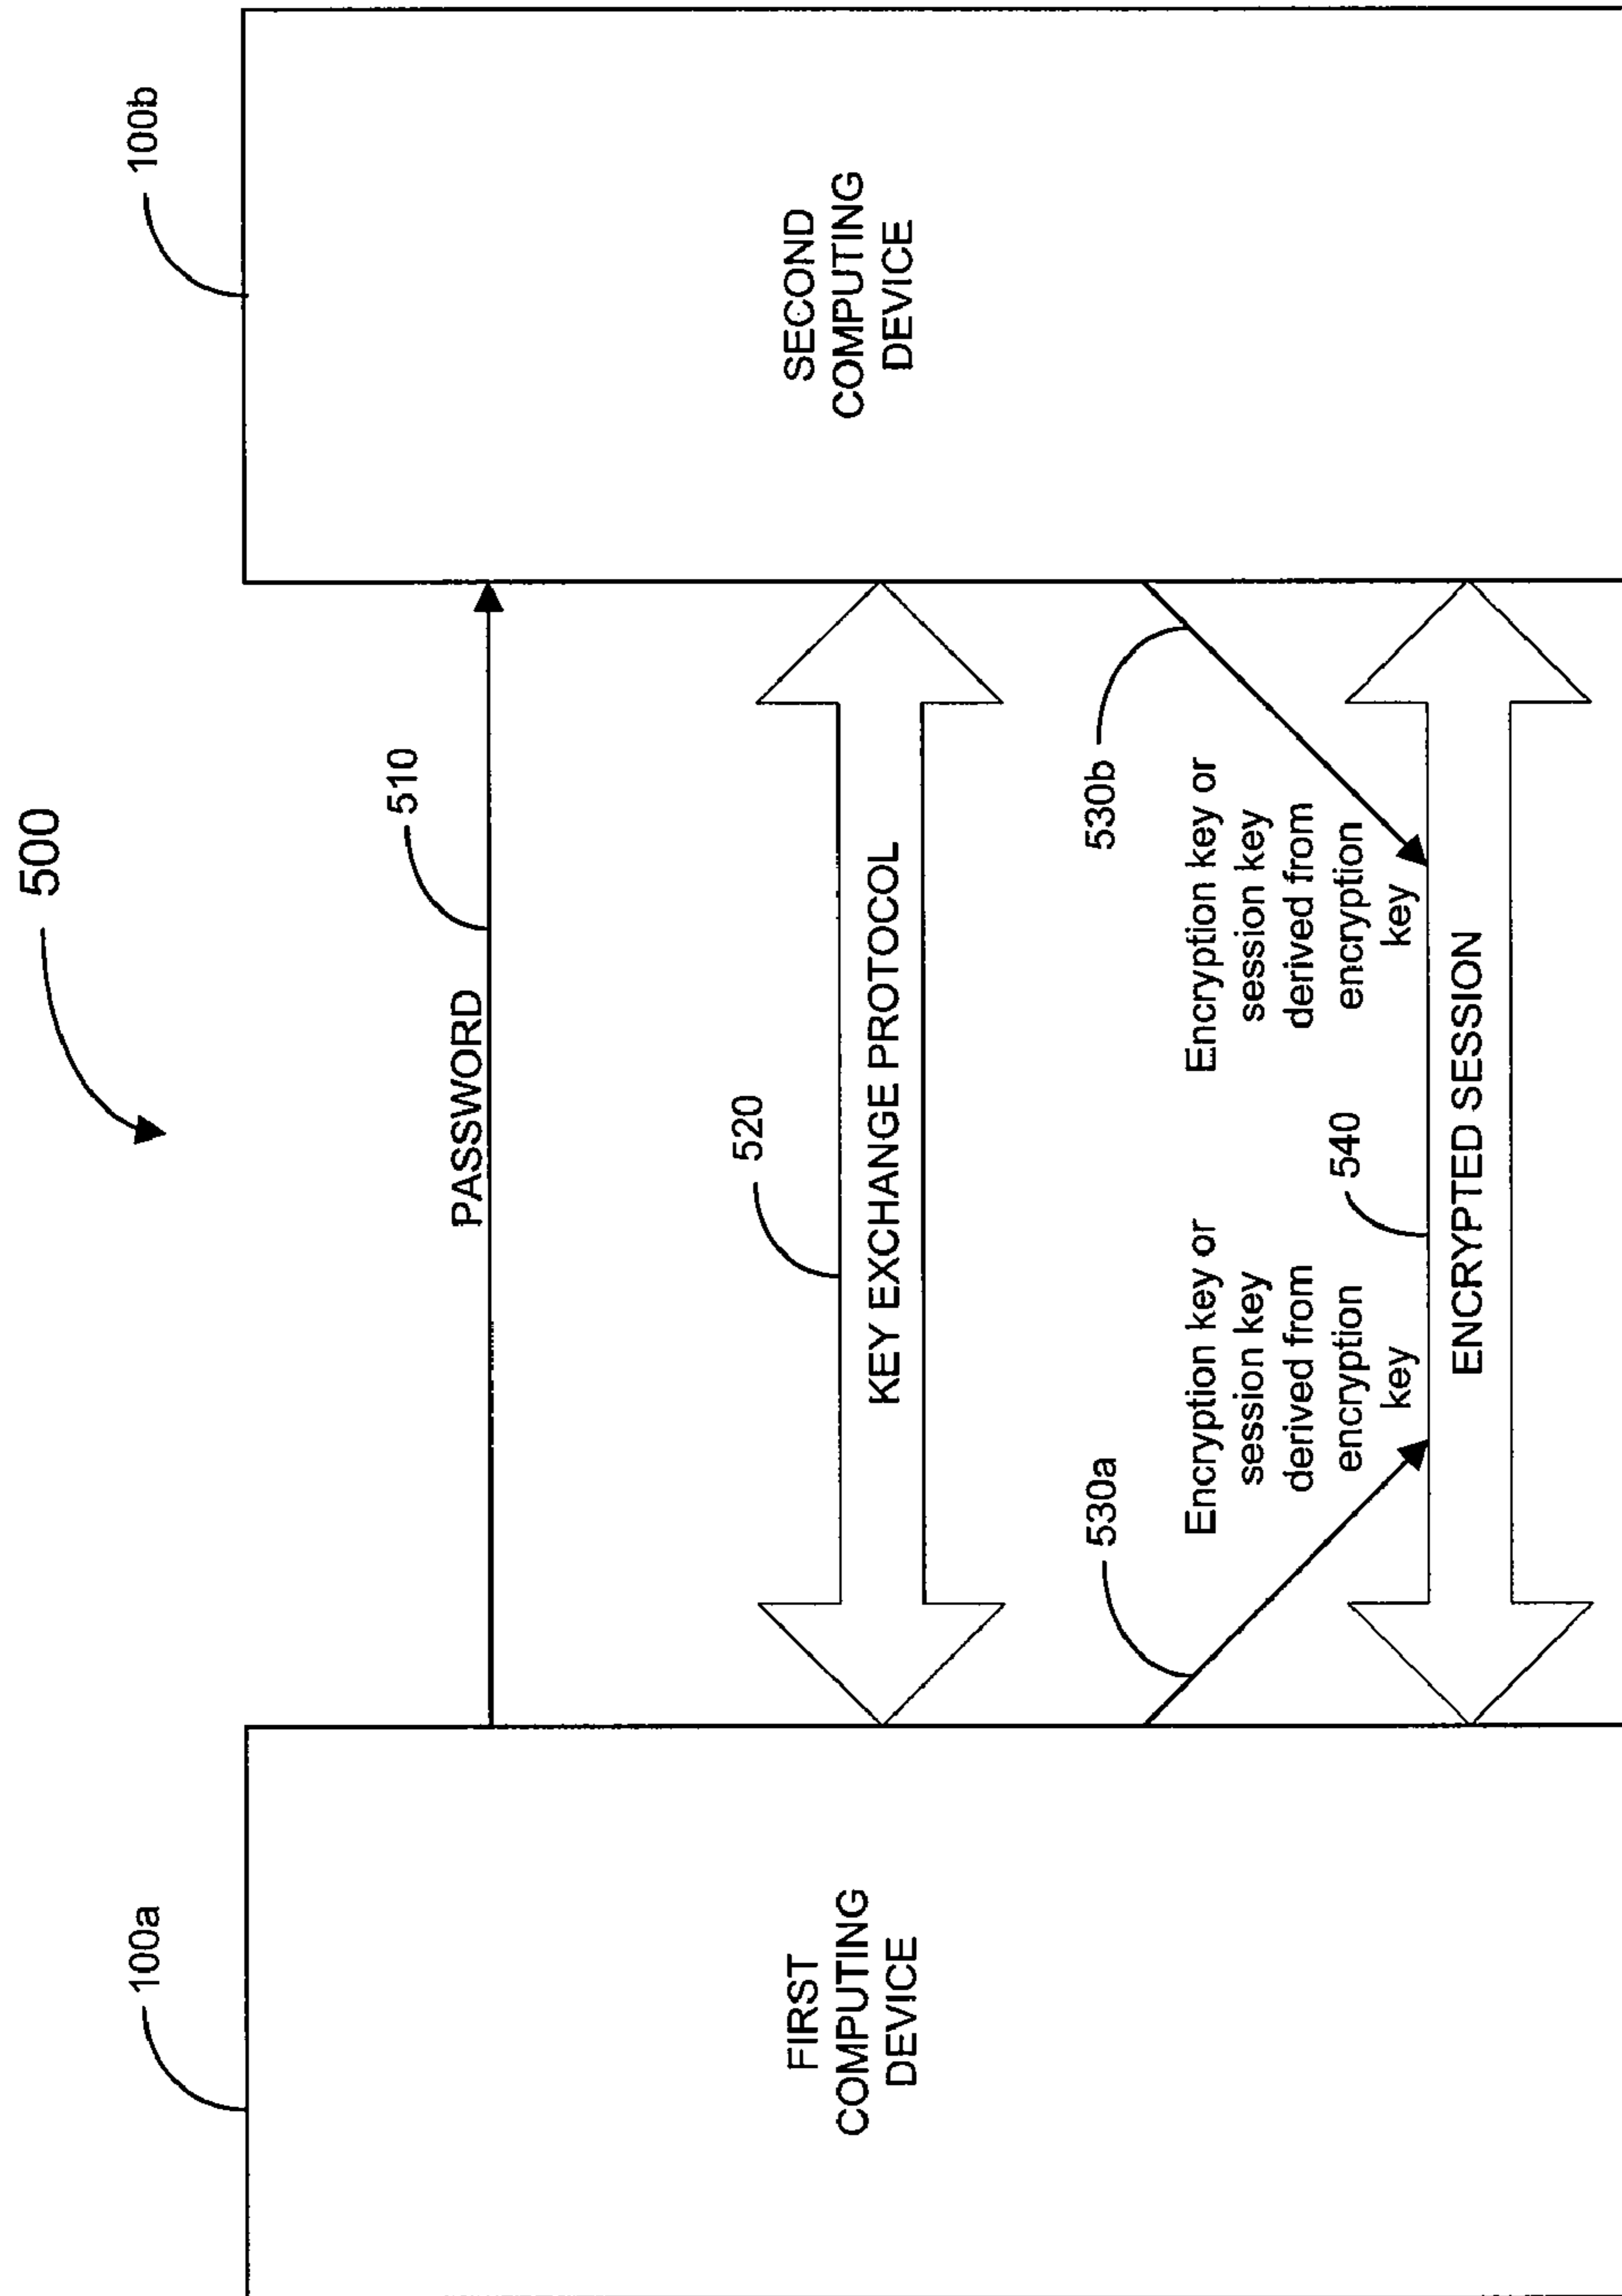 500
100a
100b
510
PASSWORD
520
KEY EXCHANGE PROTOCOL
FIRST
COMPUTING
DEVICE
SECOND
COMPUTING
DEVICE
530a
530b
Encryption key or
session key
derived from
encryption
key
Encryption key or
session key
derived from
encryption
key
540
ENCRYPTED SESSION